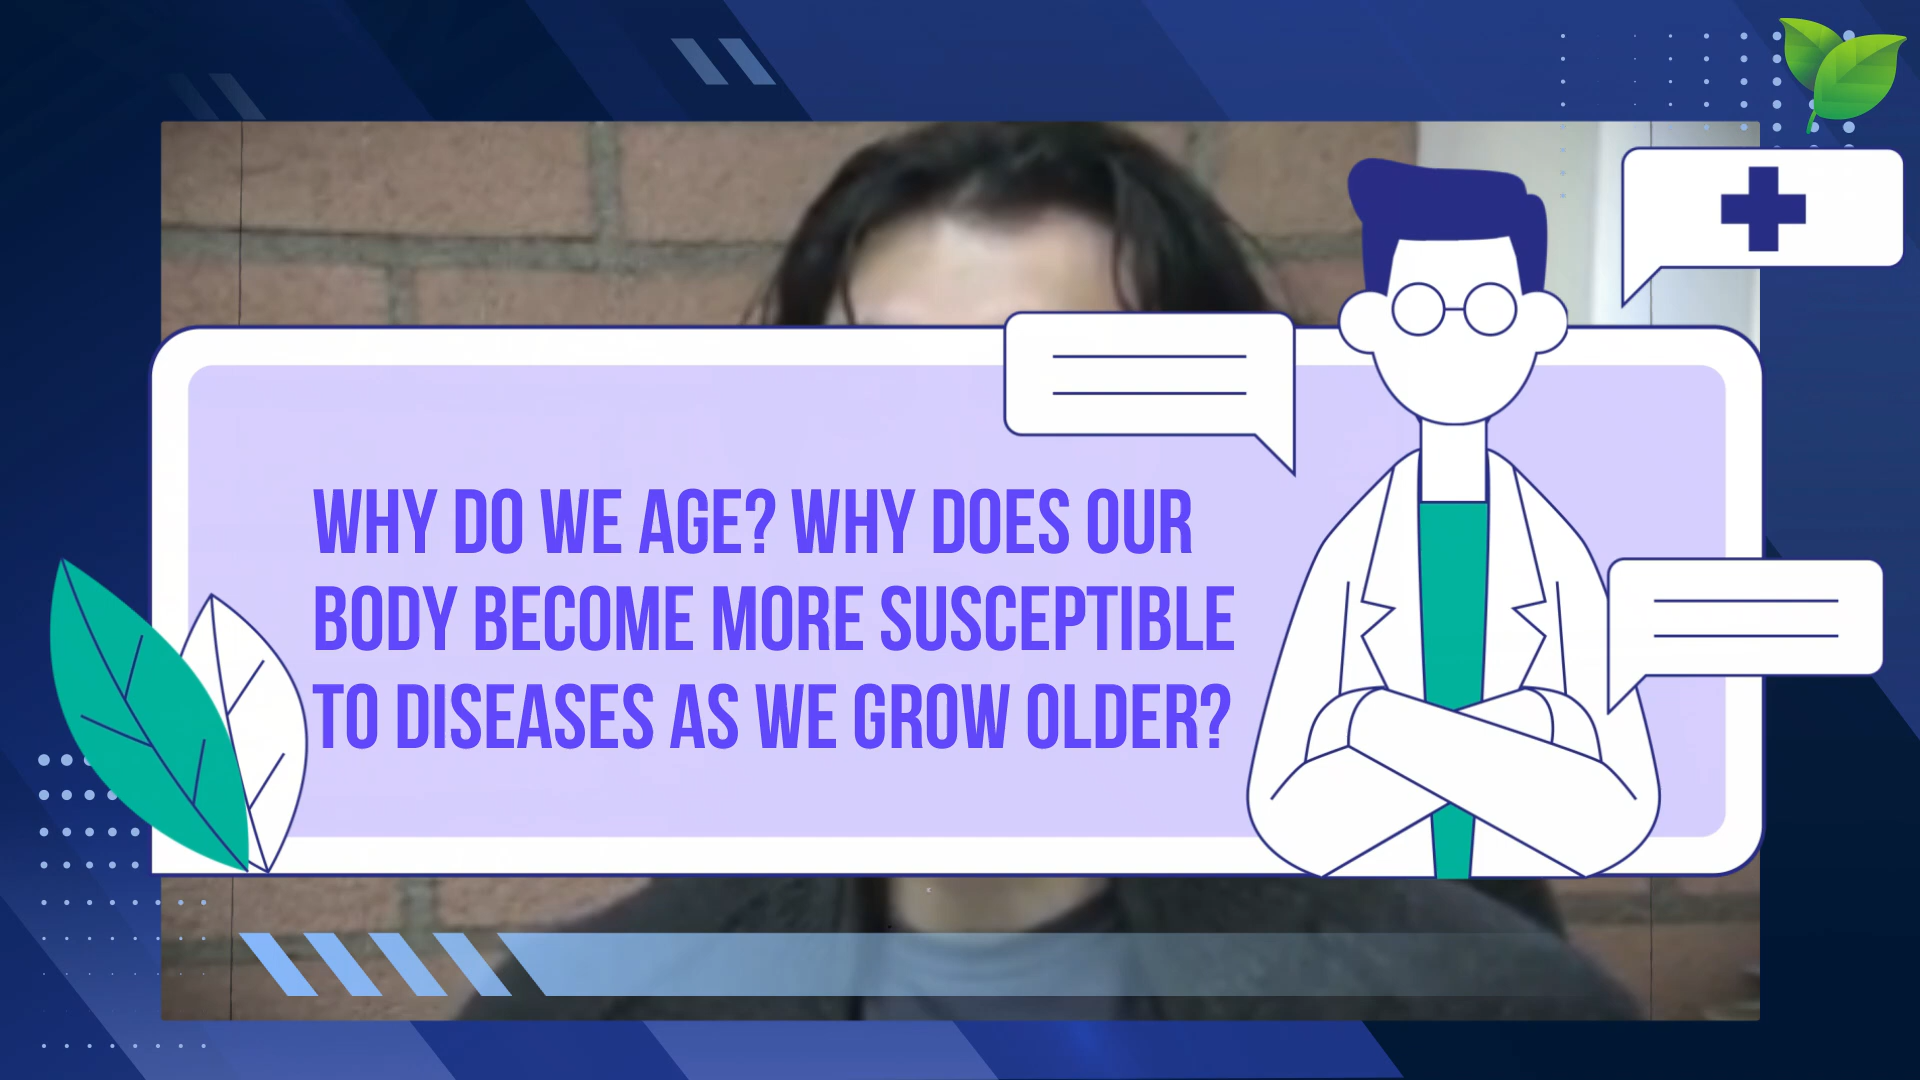 WHY DO WE AGE? WHY DOES OUR
BODY BECOME MORE SUSCEPTIBLE
TO DISEASES AS WE GROW OLDER?